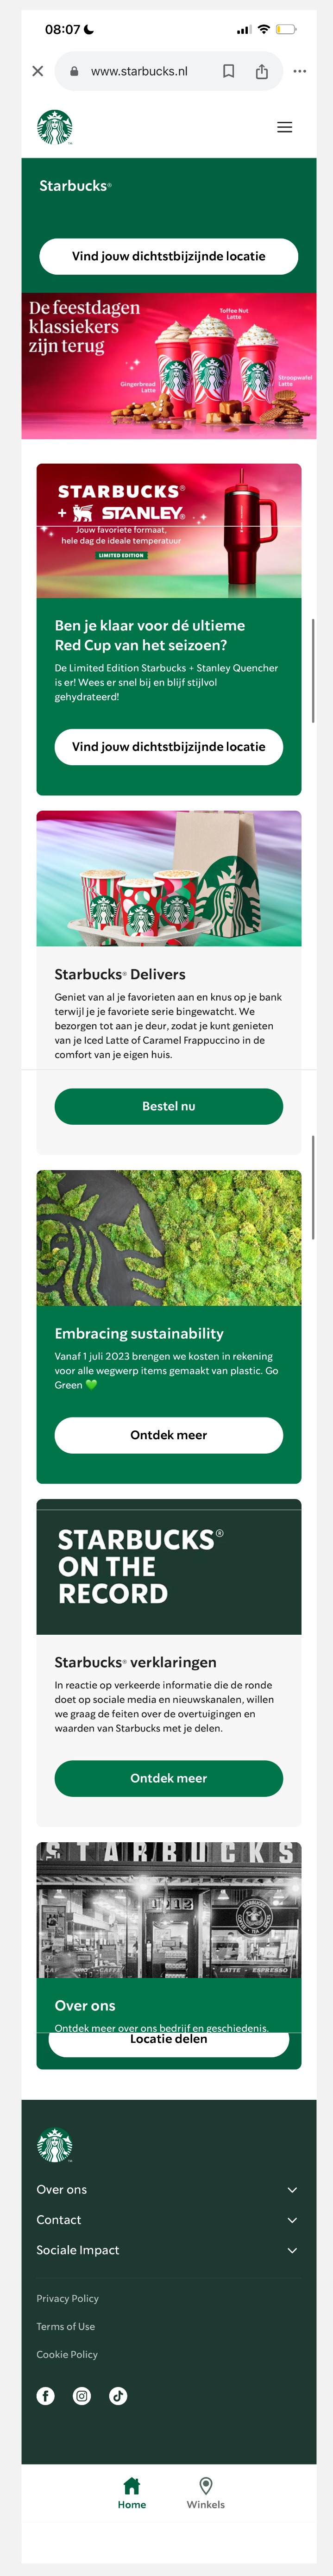 08:07
www.starbucks.nl
Starbucks®
Vind jouw dichtstbijzijnde locatie
De feestdagen
klassiekers
zijn terug
Toffee Nut
Latte
Gingerbread
Latte
Stroopwafel
Latte
STARBUCKS®
+ STANLEY®
Jouw favoriete formaat,
hele dag de ideale temperatuur
LIMITED EDITION
Ben je klaar voor dé ultieme
Red Cup van het seizoen?
De Limited Edition Starbucks + Stanley Quencher
is er! Wees er snel bij en blijf stijlvol
gehydrateerd!
Vind jouw dichtstbijzijnde locatie
Starbucks® Delivers
Geniet van al je favorieten aan en knus op je bank
terwijl je je favoriete serie bingewatcht. We
bezorgen tot aan je deur, zodat je kunt genieten
van je Iced Latte of Caramel Frappuccino in de
comfort van je eigen huis.
Bestel nu
Embracing sustainability
Vanaf 1 juli 2023 brengen we kosten in rekening
voor alle wegwerp items gemaakt van plastic. Go
Green 💚
Ontdek meer
STARBUCKS®
ON THE
RECORD
Starbucks® verklaringen
In reactie op verkeerde informatie die de ronde
doet op sociale media en nieuwskanalen, willen
we graag de feiten over de overtuigingen en
waarden van Starbucks met je delen.
Ontdek meer
STARBUCKS
1912
LATTE • ESPRESSO
Over ons
Ontdek meer over ons bedrijf en geschiedenis.
Locatie delen
Over ons
Contact
Sociale Impact
Privacy Policy
Terms of Use
Cookie Policy
Home
Winkels